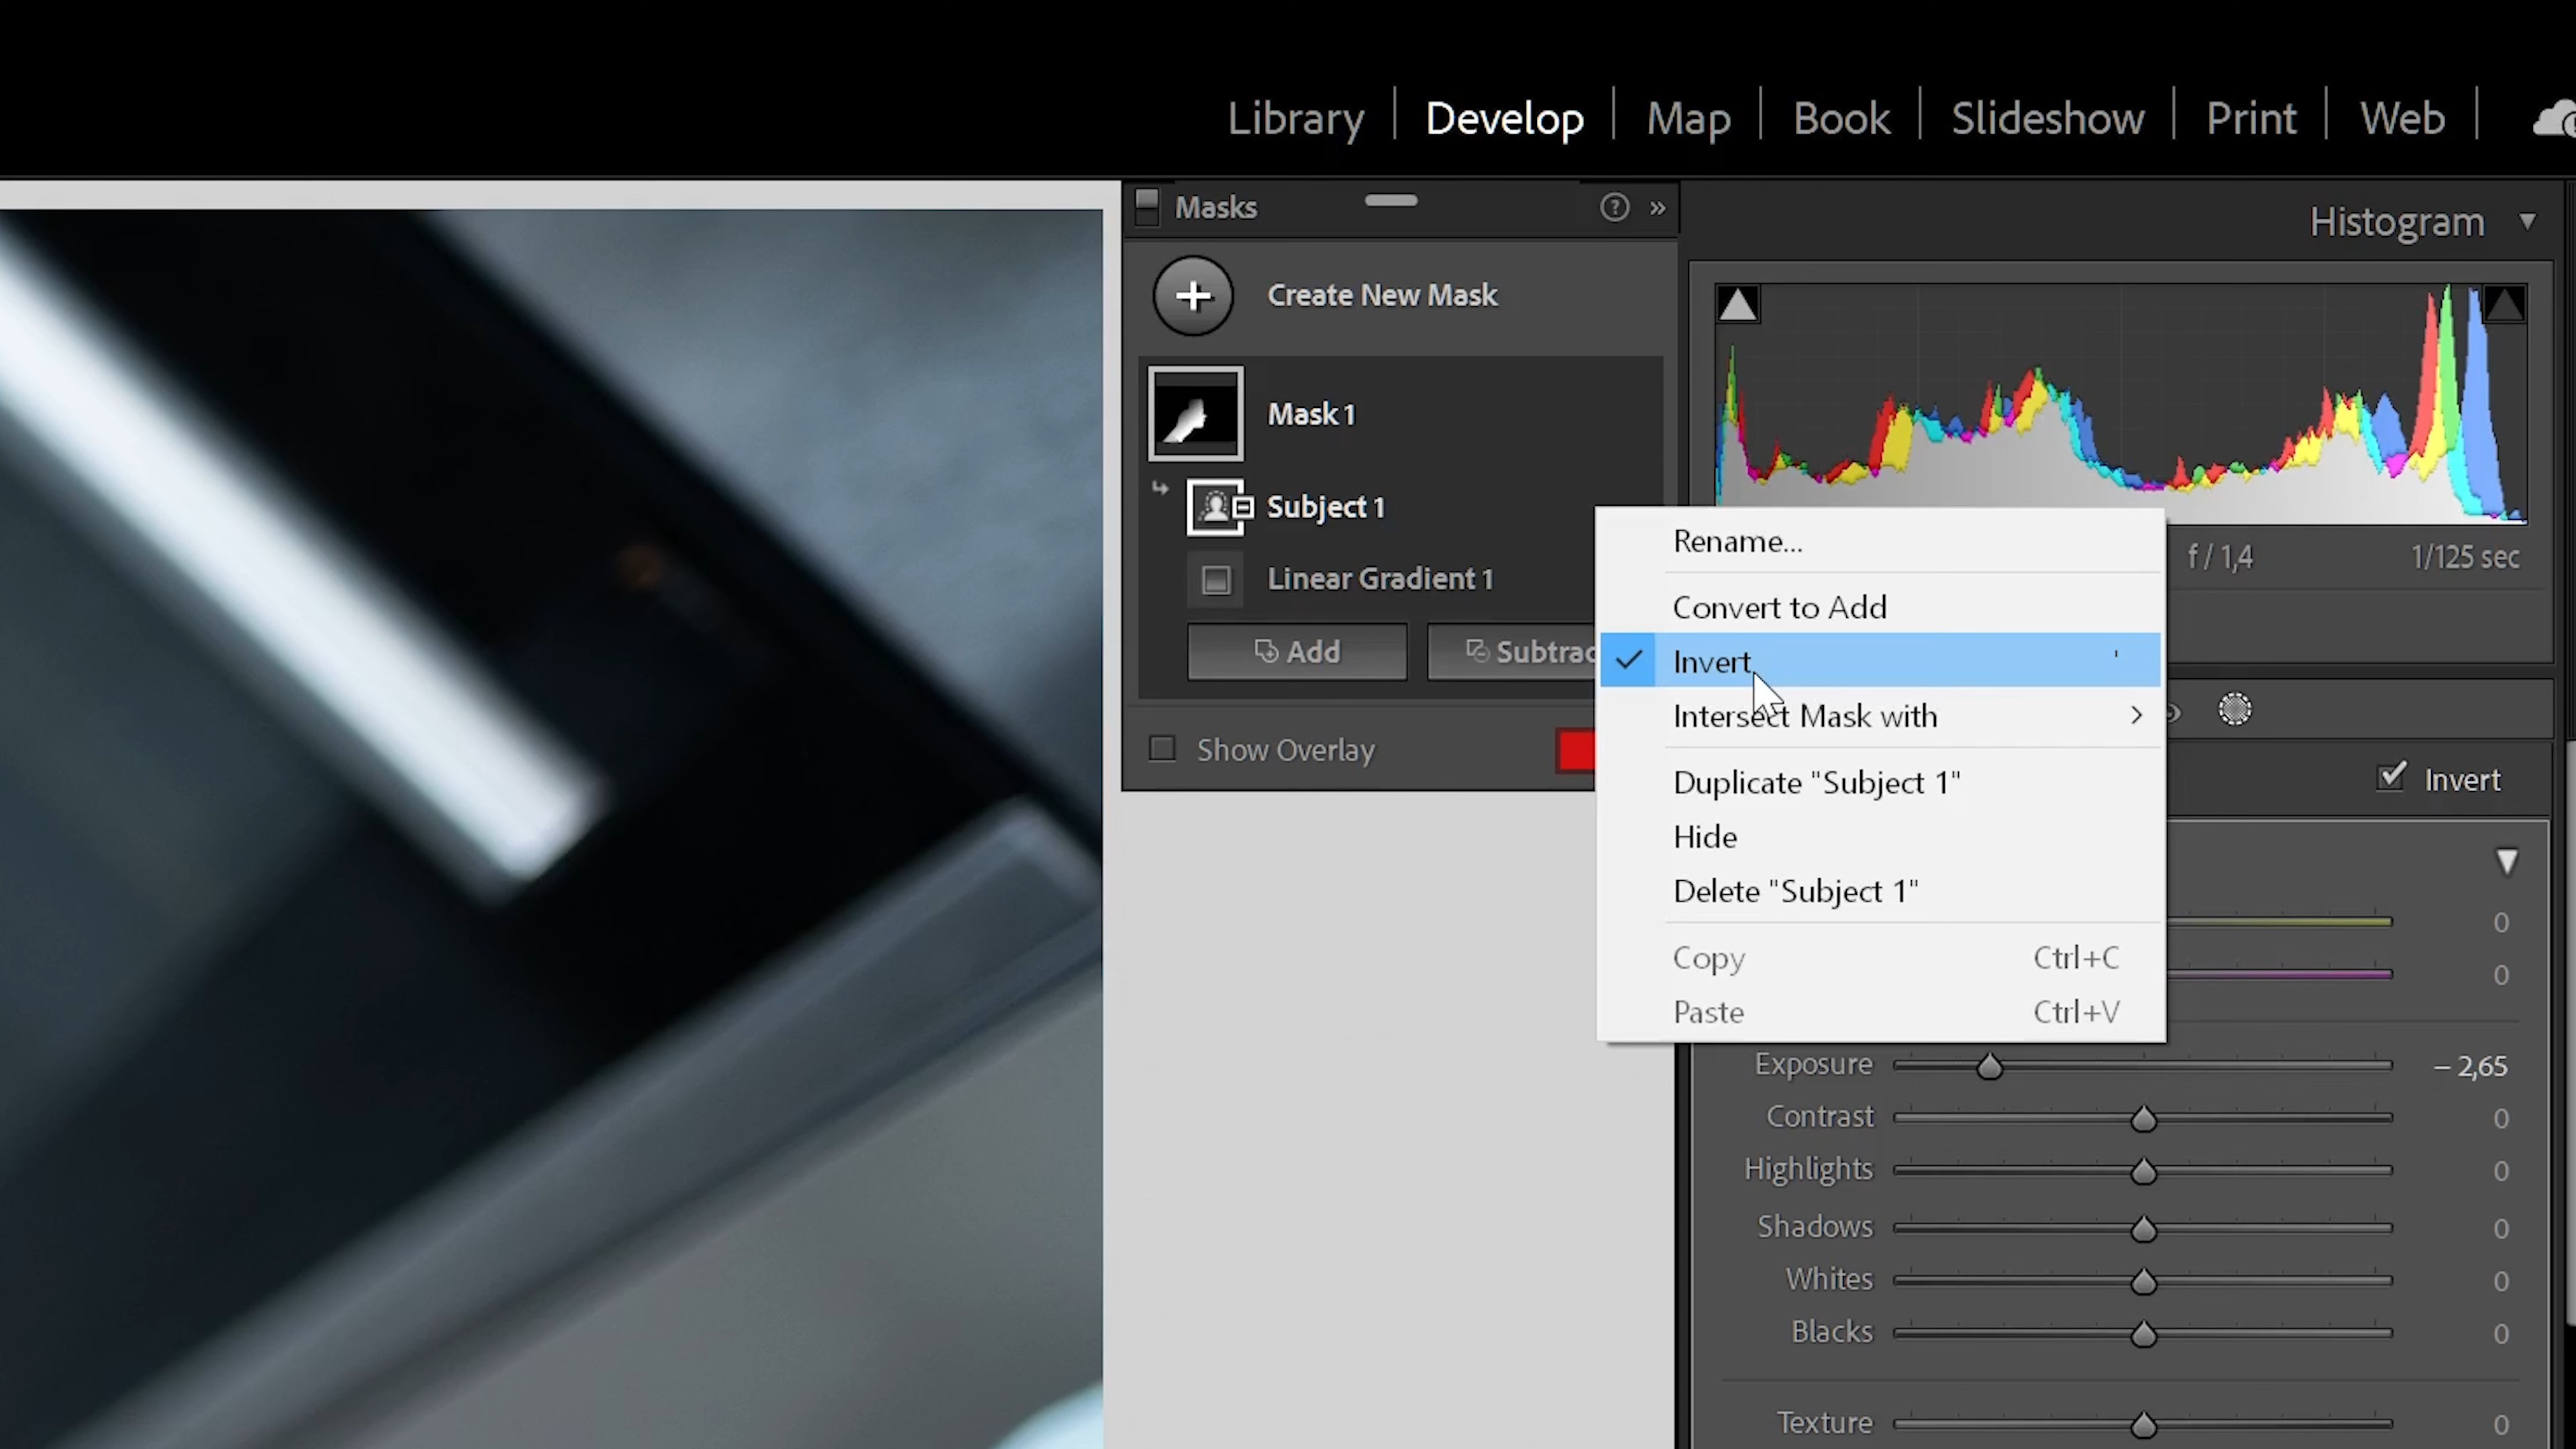 Library Develop Map Book Slideshow Print Web
Masks
Histogram
Create New Mask
Mask 1
Subject 1
Linear Gradient 1
Add
Show Overlay
Rename...
Convert to Add
Invert '
Intersect Mask with
Duplicate "Subject 1"
Hide
Delete "Subject 1"
Copy Ctrl+C
Paste Ctrl+V
f / 1,4 1/125 sec
Invert
0
0
Exposure – 2,65
Contrast 0
Highlights 0
Shadows 0
Whites 0
Blacks 0
Texture 0